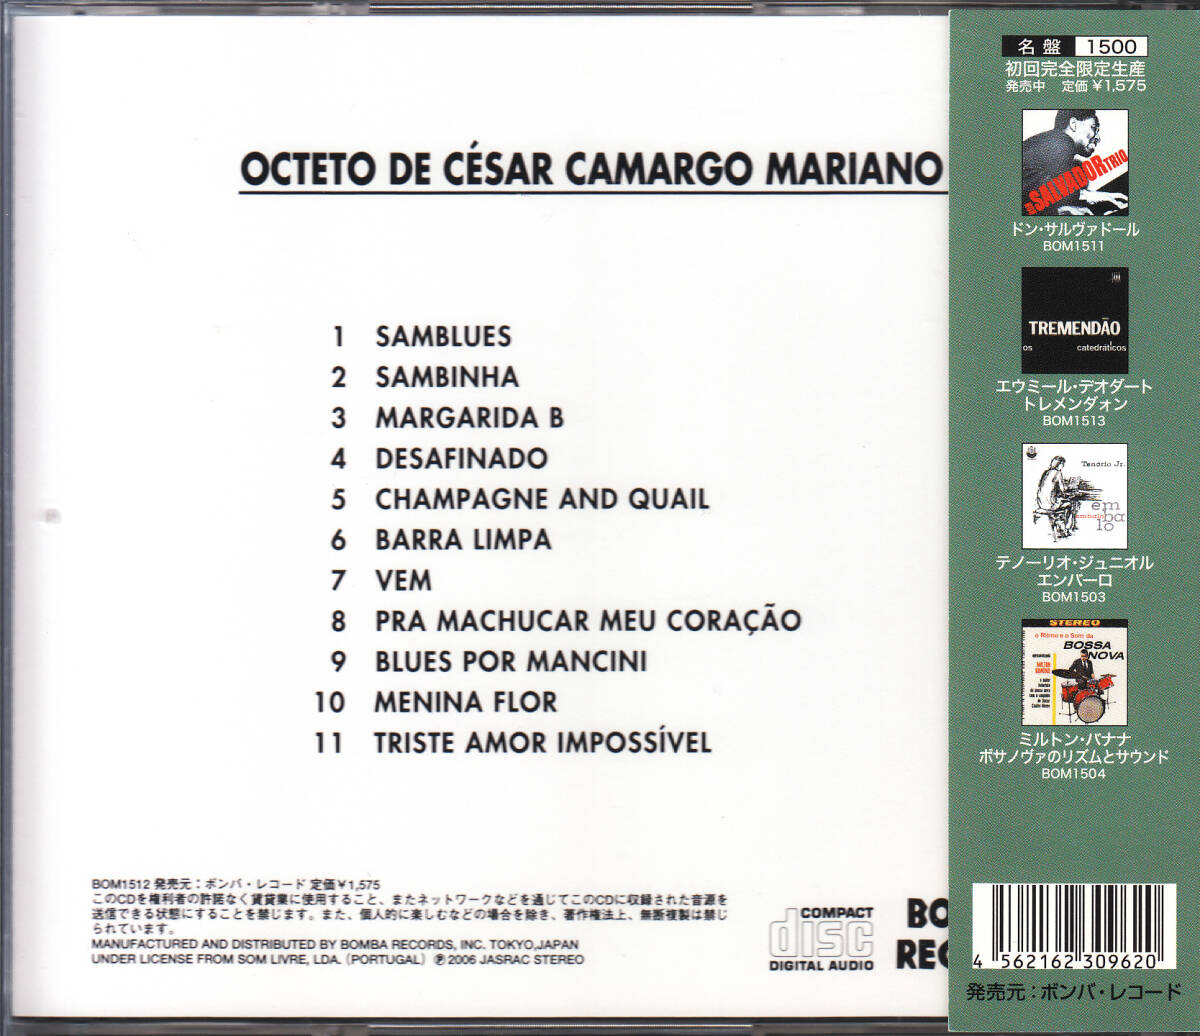 OCTETO DE CÉSAR CAMARGO MARIANO
1 SAMBLUES
2 SAMBINHA
3 MARGARIDA B
4 DESAFINADO
5 CHAMPAGNE AND QUAIL
6 BARRA LIMPA
7 VEM
8 PRA MACHUCAR MEU CORAÇÃO
9 BLUES POR MANCINI
10 MENINA FLOR
11 TRISTE AMOR IMPOSSÍVEL
BOM1512 発売元：ボンバ・レコード 定価￥1,575
このCDを権利者の許諾なく賃貸業に使用すること、またネットワークなどを通じてこのCDに収録された音源を
送信できる状態にすることを禁じます。また、個人的に楽しむなどの場合を除き、著作権法上、無断複製は禁じ
られています。
MANUFACTURED AND DISTRIBUTED BY BOMBA RECORDS, INC. TOKYO,JAPAN
UNDER LICENSE FROM SOM LIVRE, LDA. (PORTUGAL) ℗ 2006 JASRAC STEREO
COMPACT
disc
DIGITAL AUDIO
BO
REC
名盤 1500
初回完全限定生産
発売中 定価 ￥1,575
SALVADOR TRIO
ドン・サルヴァドール
BOM1511
TREMENDÃO
os catedráticos
エウミール・デオダート
トレメンダォン
BOM1513
Tenório Jr.
em
embalo
ba
lo
テノーリオ・ジュニオル
エンバーロ
BOM1503
STEREO
o Ritmo e o Som da
BOSSA
NOVA
MILTON
BANANA
ミルトン・バナナ
ボサノヴァのリズムとサウンド
BOM1504
4 562162 309620
発売元：ボンバ・レコード